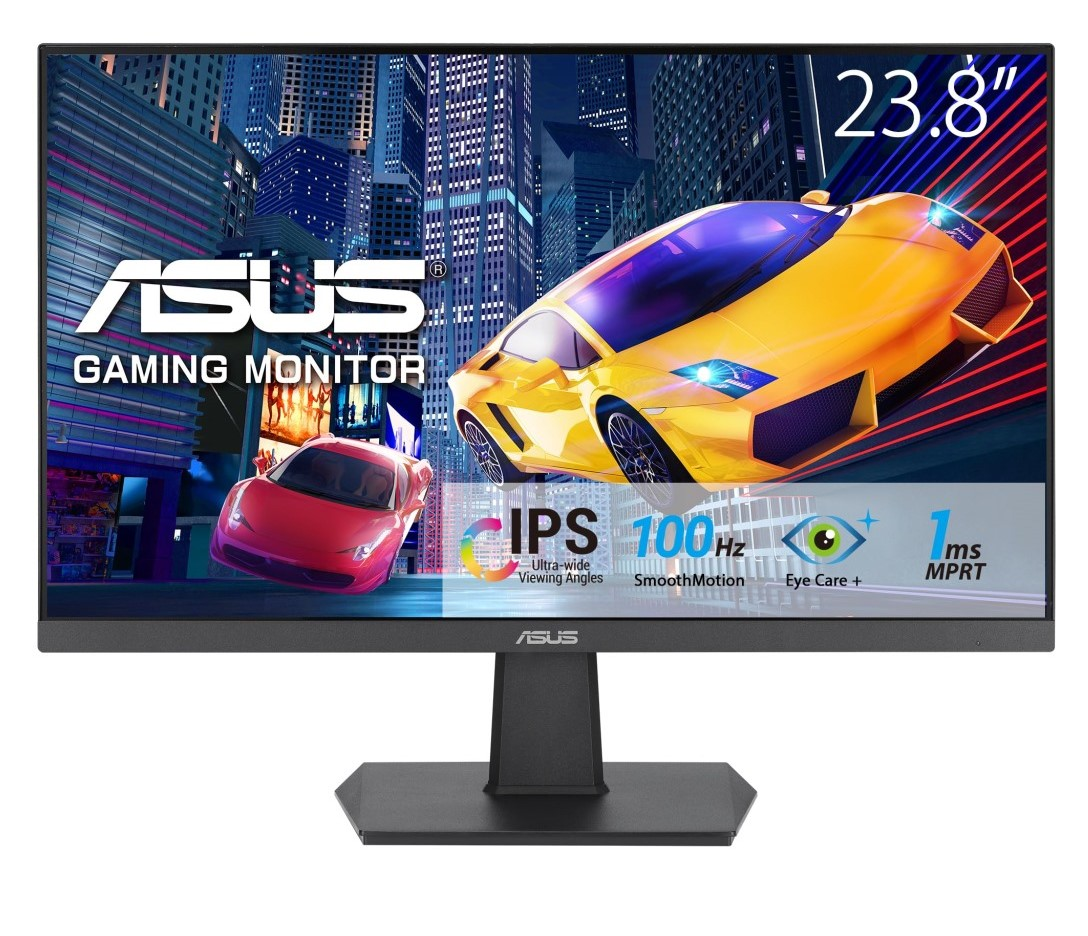 23.8"
ASUS®
GAMING MONITOR
IPS
Ultra-wide
Viewing Angles
100Hz
SmoothMotion
Eye Care +
1ms
MPRT
ASUS